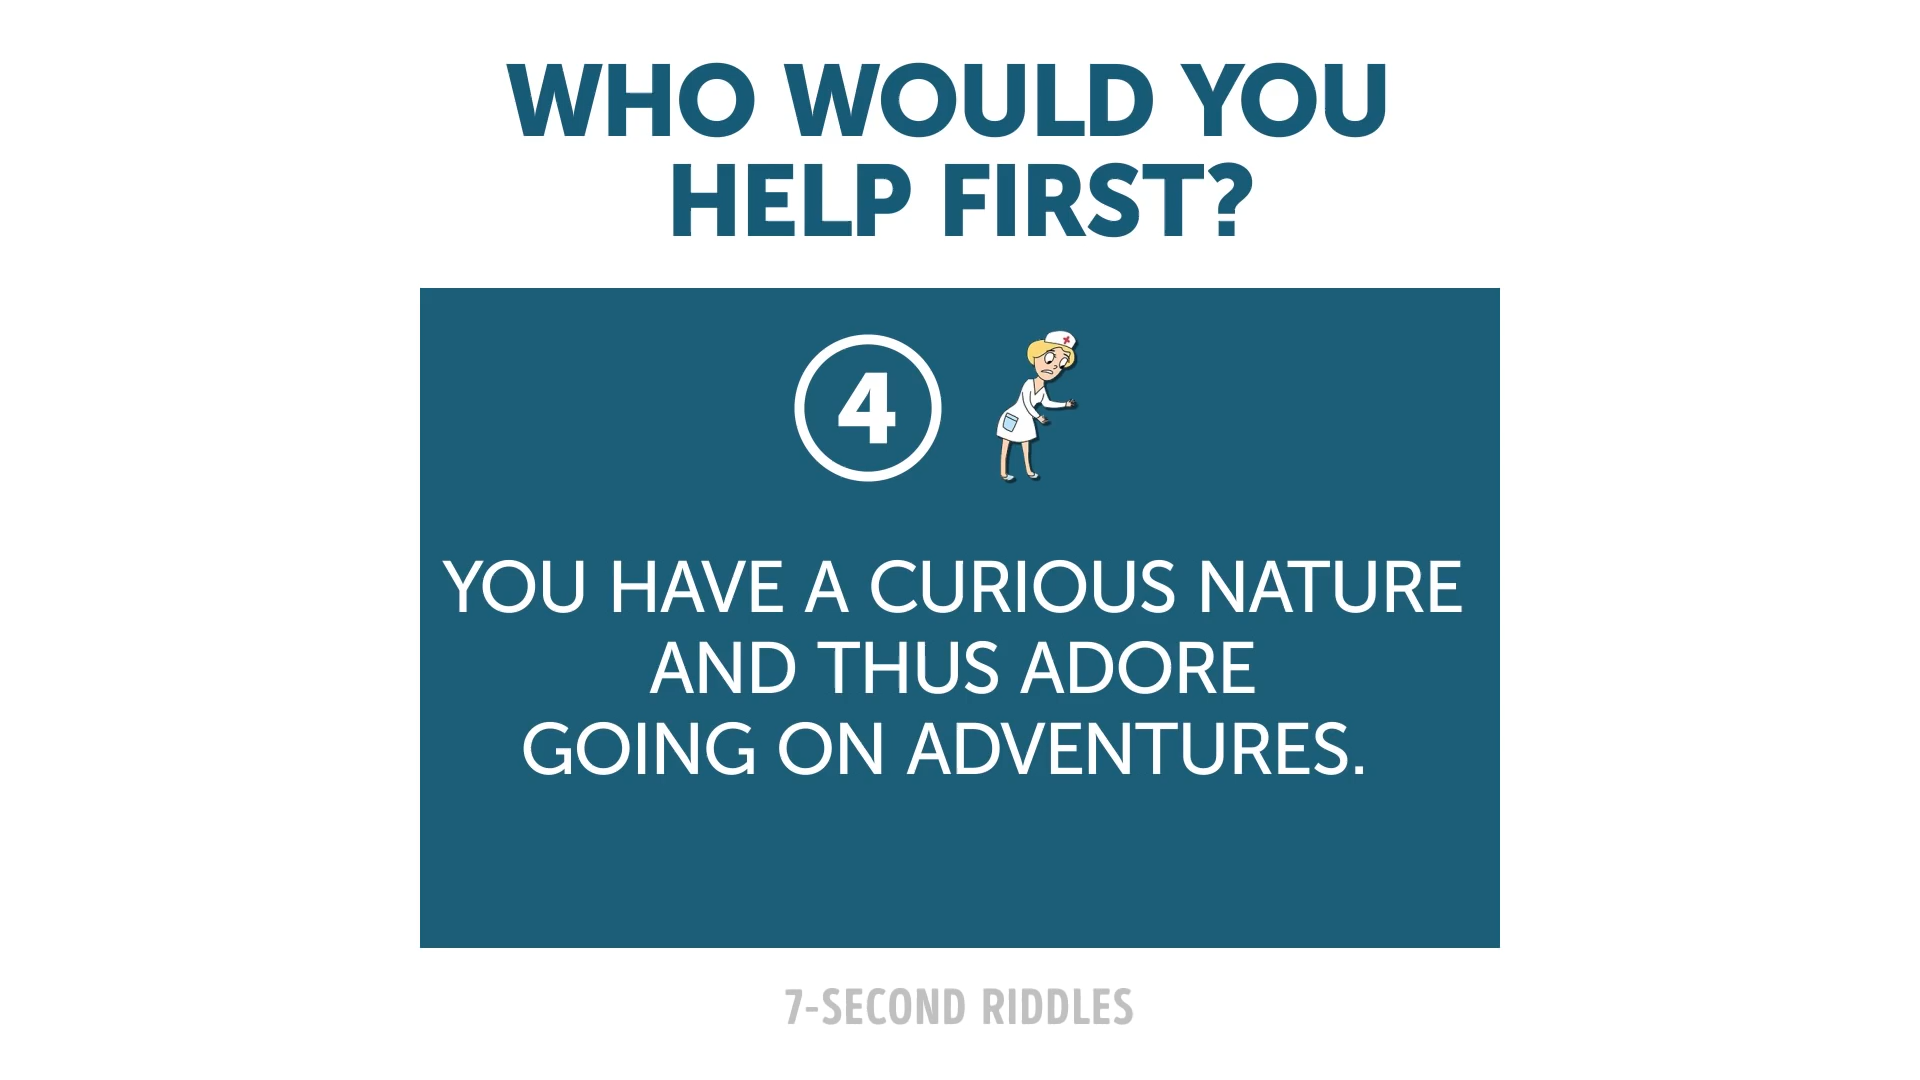 WHO WOULD YOU
HELP FIRST?
4
YOU HAVE A CURIOUS NATURE
AND THUS ADORE
GOING ON ADVENTURES.
7-SECOND RIDDLES